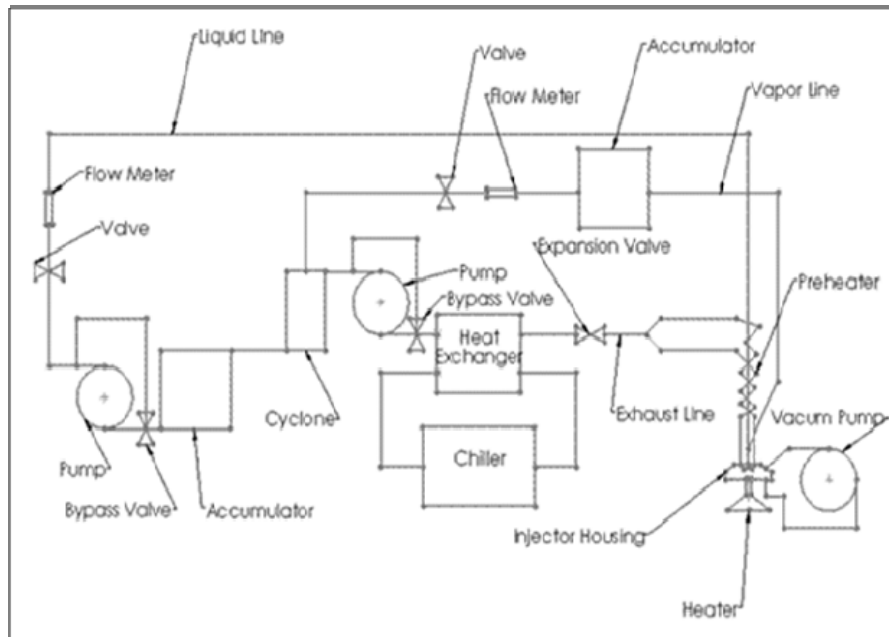 Liquid Line
Valve
Accumulator
Flow Meter
Vapor Line
Flow Meter
Valve
Expansion Valve
Pump
Preheater
Bypass Valve
Heat
Exchanger
Cyclone
Exhaust Line
Vacum Pump
Chiller
Pump
Bypass Valve
Accumulator
Injector Housing
Heater